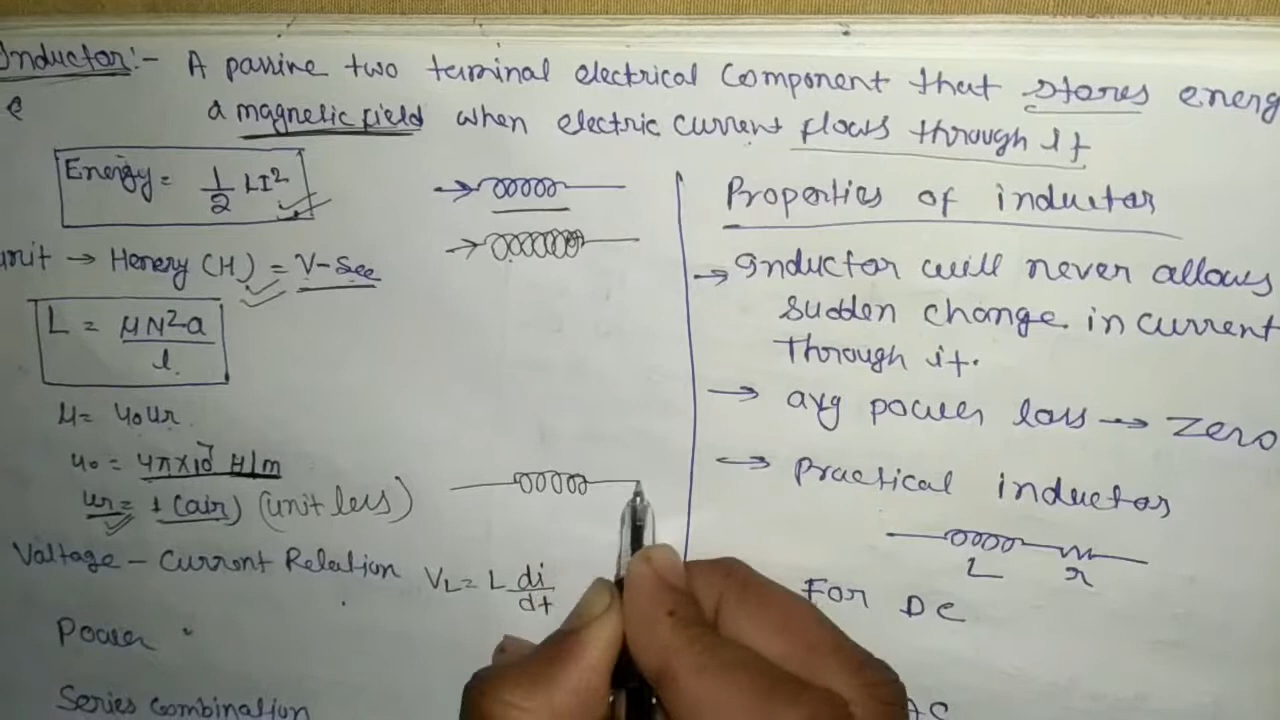 Inductor:- A passive two terminal electrical component that stores energ
e
a magnetic field when electric current flows through it
Energy = 1/2 LI²
unit → Henery (H) = V-Sec
L = μN²a / l
μ = μ0μr
μ0 = 4π×10⁻⁷ H/m
μr = 1 (air) (unit less)
Voltage - Current Relation VL = L di/dt
Power
Series Combination
Properties of inductor
→ Inductor will never allows
sudden change in current
through it.
→ avg power loss → zero
→ practical inductor
L r
For DC
AC